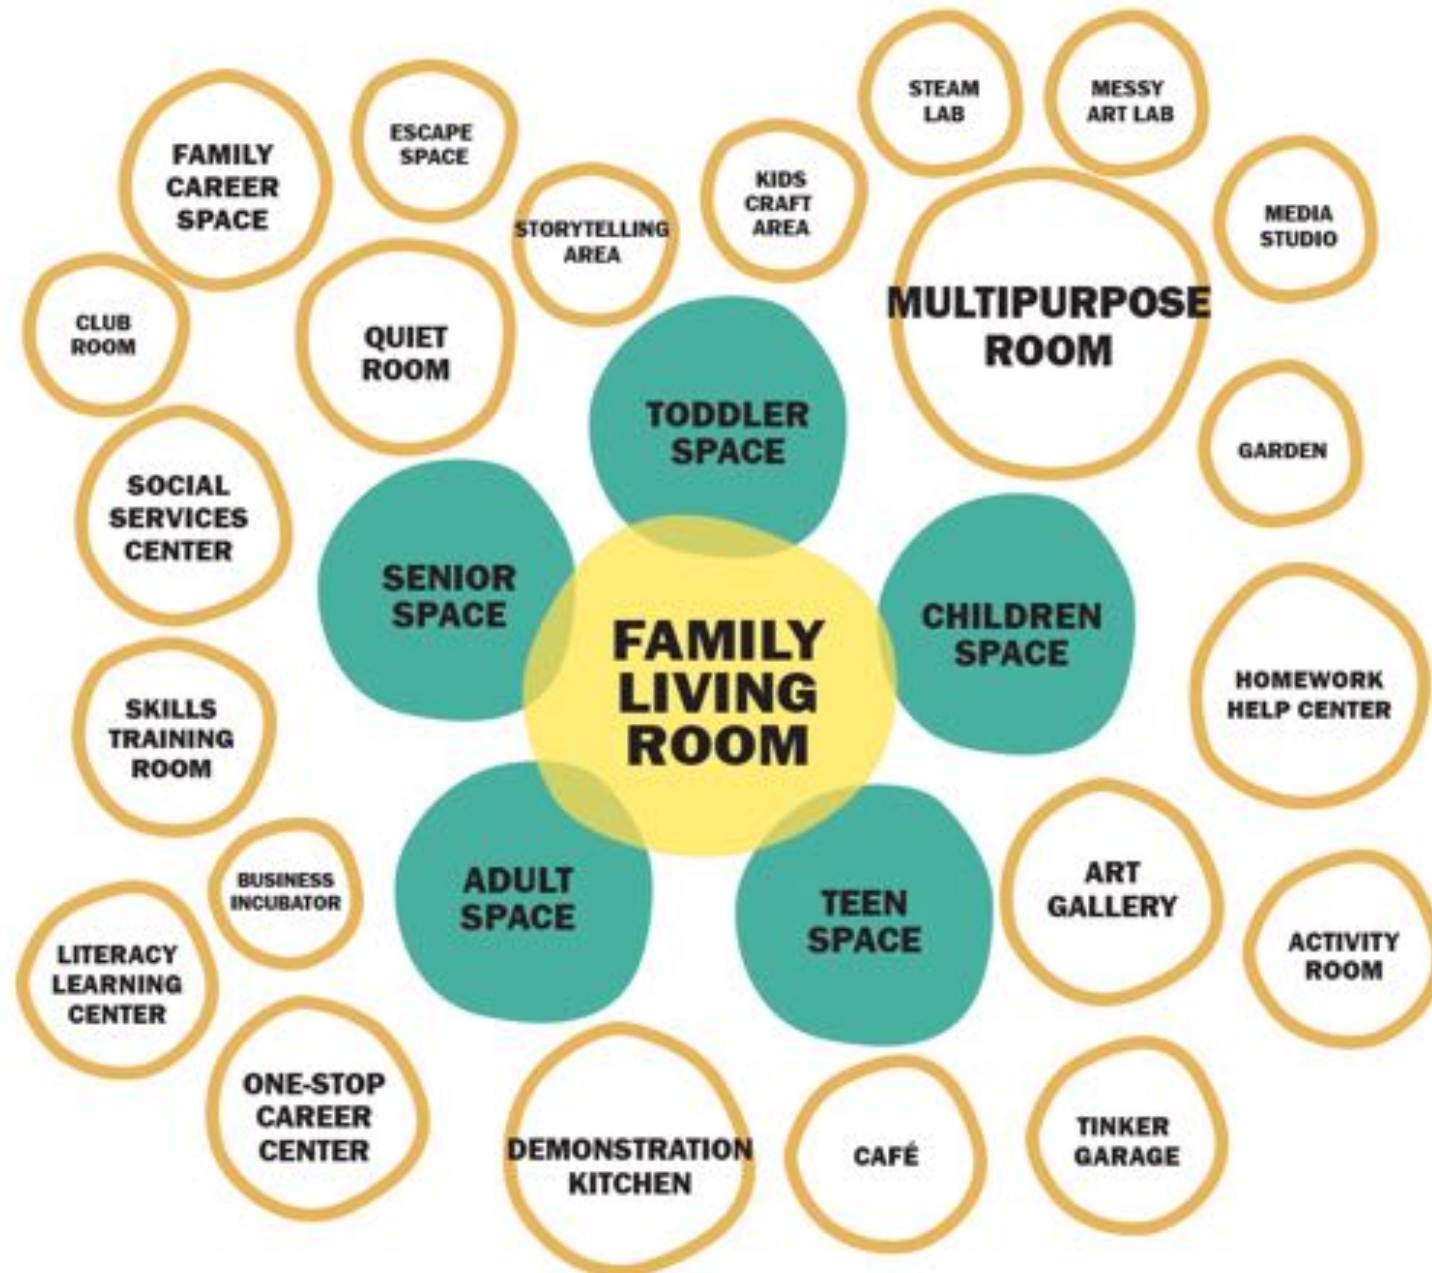 STEAM
LAB
MESSY
ART LAB
ESCAPE
SPACE
FAMILY
CAREER
SPACE
KIDS
CRAFT
AREA
MEDIA
STUDIO
STORYTELLING
AREA
CLUB
ROOM
QUIET
ROOM
MULTIPURPOSE
ROOM
TODDLER
SPACE
GARDEN
SOCIAL
SERVICES
CENTER
SENIOR
SPACE
CHILDREN
SPACE
FAMILY
LIVING
ROOM
HOMEWORK
HELP CENTER
SKILLS
TRAINING
ROOM
BUSINESS
INCUBATOR
ADULT
SPACE
TEEN
SPACE
ART
GALLERY
ACTIVITY
ROOM
LITERACY
LEARNING
CENTER
ONE-STOP
CAREER
CENTER
DEMONSTRATION
KITCHEN
CAFÉ
TINKER
GARAGE